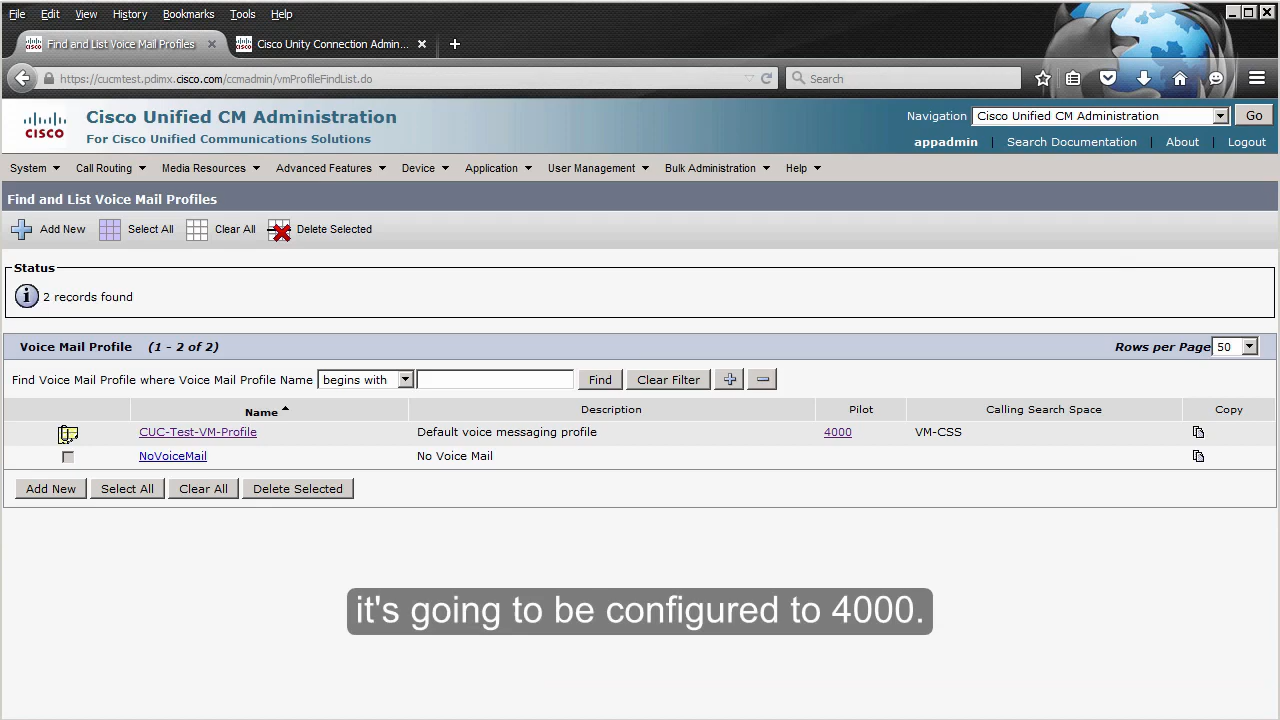 File Edit View History Bookmarks Tools Help
Find and List Voice Mail Profiles × Cisco Unity Connection Admin... × +
https://cucmtest.pdimx.cisco.com/ccmadmin/vmProfileFindList.do Search
CISCO Cisco Unified CM Administration Navigation Cisco Unified CM Administration Go
For Cisco Unified Communications Solutions appadmin | Search Documentation | About | Logout
System Call Routing Media Resources Advanced Features Device Application User Management Bulk Administration Help
Find and List Voice Mail Profiles
Add New Select All Clear All Delete Selected
Status
2 records found
Voice Mail Profile (1 - 2 of 2) Rows per Page 50
Find Voice Mail Profile where Voice Mail Profile Name begins with Find Clear Filter
Name Description Pilot Calling Search Space Copy
CUC-Test-VM-Profile Default voice messaging profile 4000 VM-CSS
NoVoiceMail No Voice Mail
Add New Select All Clear All Delete Selected
it's going to be configured to 4000.